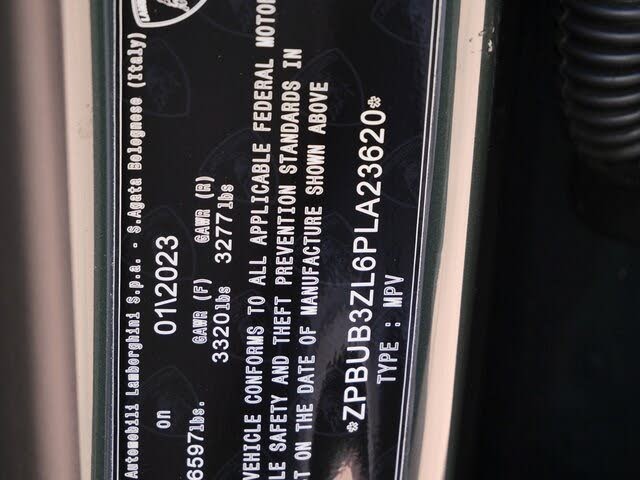 Automobili Lamborghini S.p.a. - S.Agata Bolognese (Italy)
on 01\2023
GAWR (F) GAWR (R)
6597lbs. 3320lbs 3277lbs
VEHICLE CONFORMS TO ALL APPLICABLE FEDERAL MOTO
LE SAFETY AND THEFT PREVENTION STANDARDS IN
T ON THE DATE OF MANUFACTURE SHOWN ABOVE
*ZPBUB3ZL6PLA23620*
TYPE : MPV